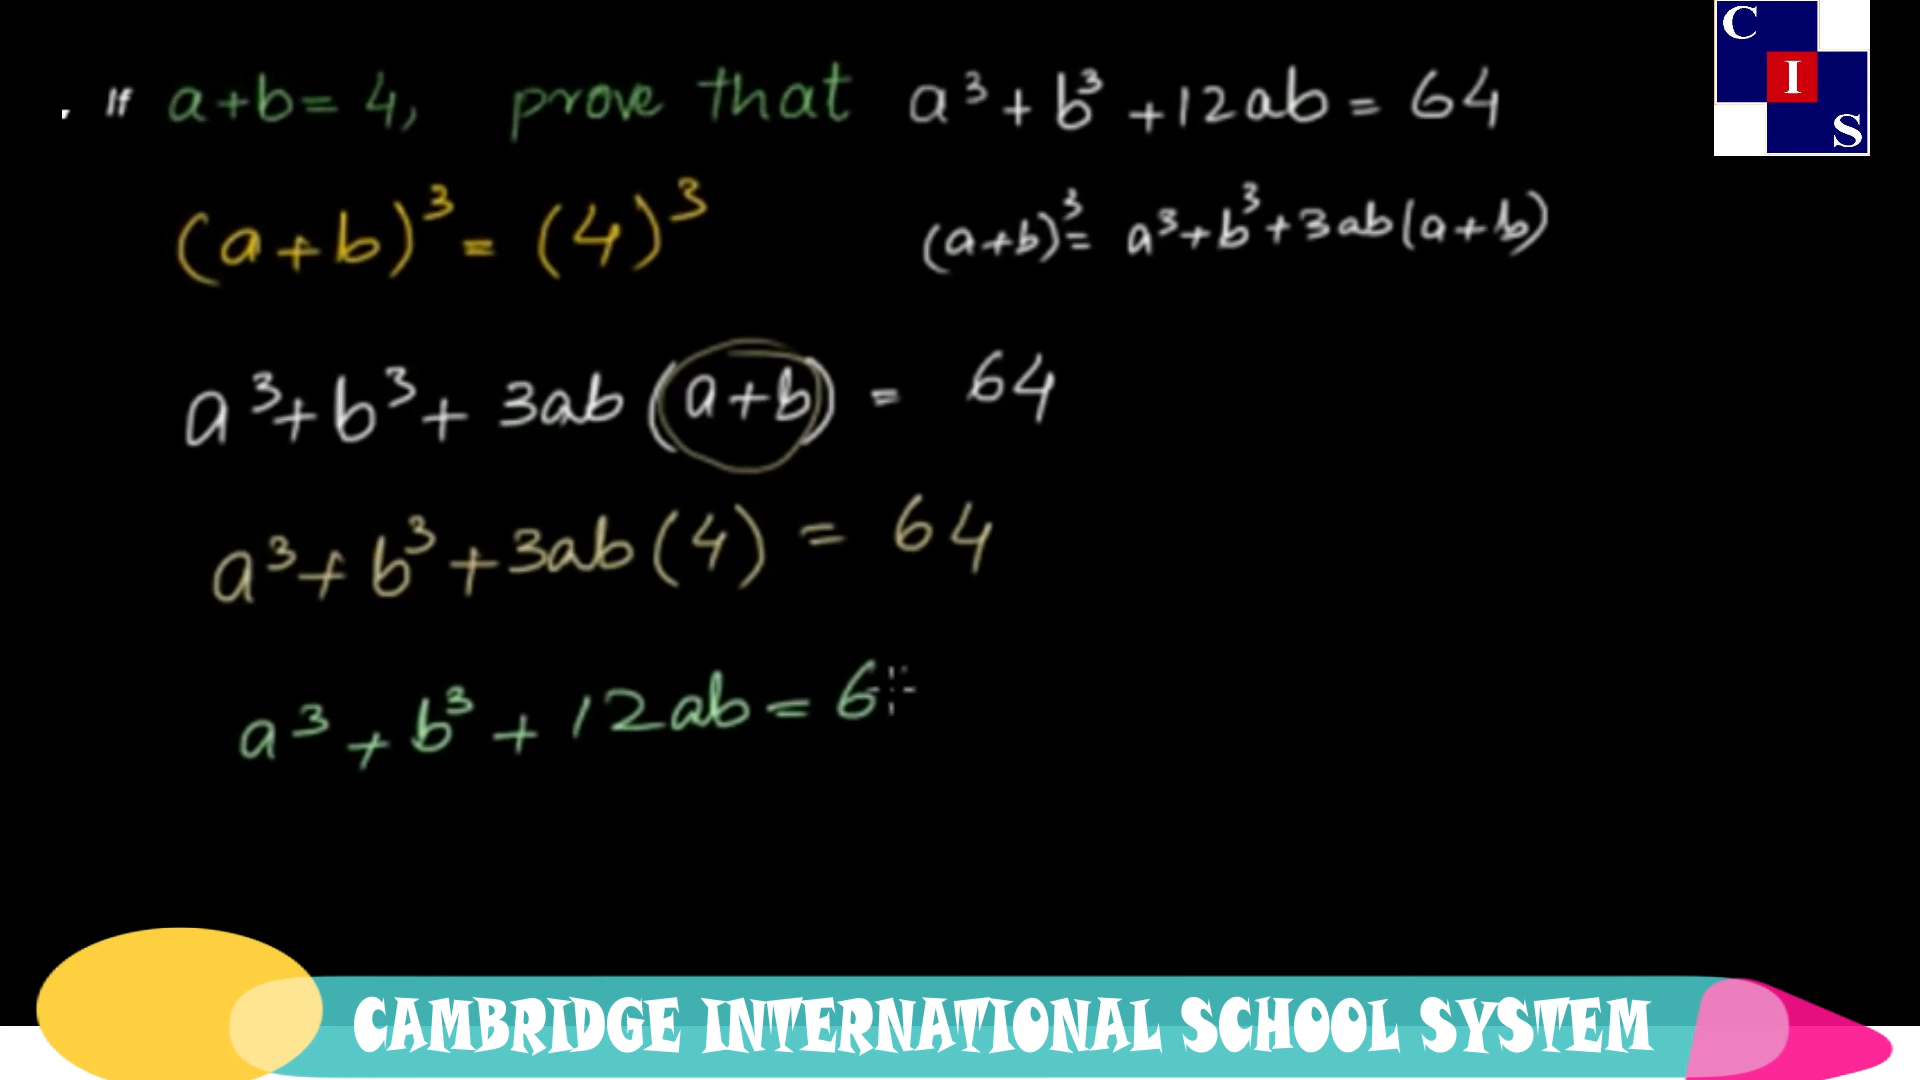 . If a+b=4, prove that a³+b³+12ab=64
(a+b)³=(4)³
(a+b)³=a³+b³+3ab(a+b)
a³+b³+3ab(a+b)=64
a³+b³+3ab(4)=64
a³+b³+12ab=6
C
I
S
CAMBRIDGE INTERNATIONAL SCHOOL SYSTEM